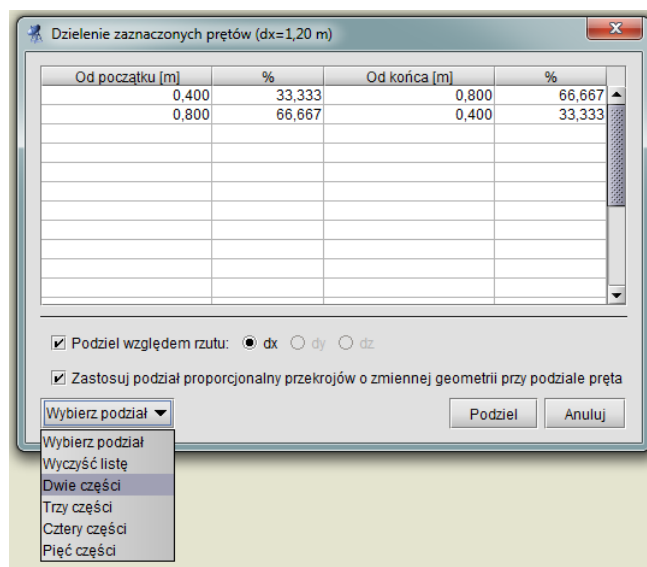 Dzielenie zaznaczonych prętów (dx=1,20 m)
Od początku [m] % Od końca [m] %
0,400 33,333 0,800 66,667
0,800 66,667 0,400 33,333
Podziel względem rzutu: dx dy dz
Zastosuj podział proporcjonalny przekrojów o zmiennej geometrii przy podziale pręta
Wybierz podział Podziel Anuluj
Wybierz podział
Wyczyść listę
Dwie części
Trzy części
Cztery części
Pięć części